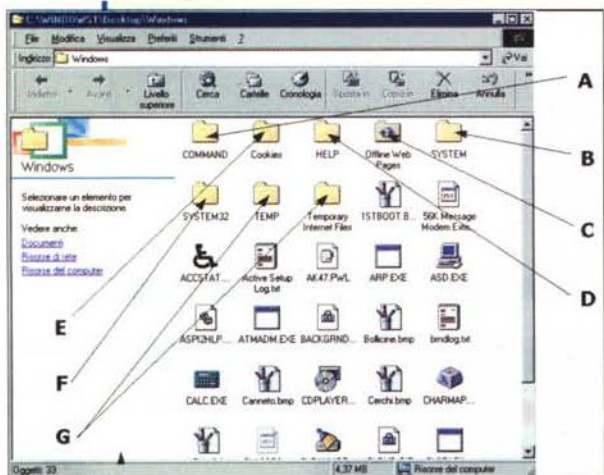 C:\WINDOWS1\Desktop\Windows
File Modifica Visualizza Preferiti Strumenti ?
Indirizzo Windows Vai
Indietro Avanti Livello superiore Cerca Cartelle Cronologia Sposta in Copia in Elimina Annulla
Windows
Selezionare un elemento per
visualizzarne la descrizione.
Vedere anche:
Documenti
Risorse di rete
Risorse del computer
COMMAND Cookies HELP Offline Web Pages SYSTEM
SYSTEM32 TEMP Temporary Internet Files 1STBOOT.B... 56K Message Modem
ACCSTAT... Active Setup Log.txt AK47.PWL ARP.EXE ASD.EXE
ASPI2HLP... ATMADM.EXE BACKGRND... Bollicine.bmp bmdlog.txt
CALC.EXE Canneto.bmp CDPLAYER... Cerchi.bmp CHARMAP...
Oggetti: 33 4,37 MB Risorse del computer
A
B
C
D
E
F
G